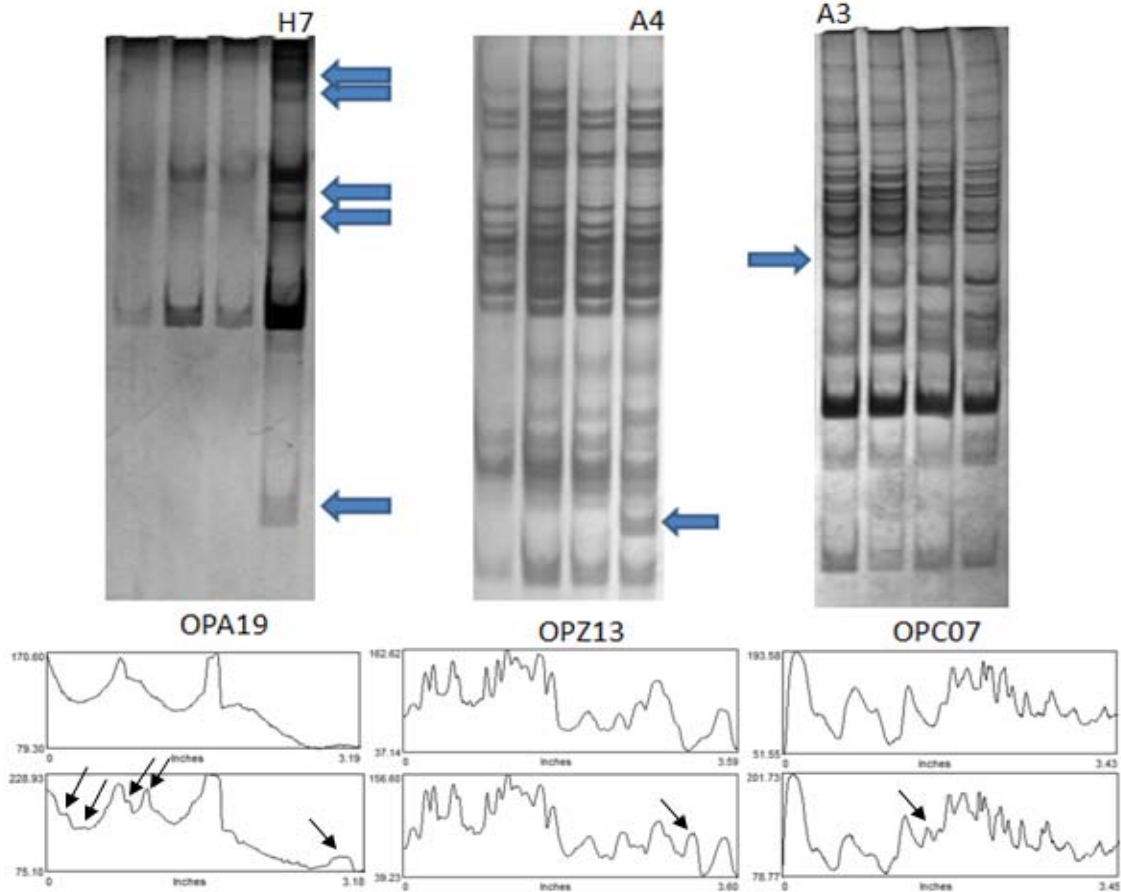 H7
A4
A3
OPA19
OPZ13
OPC07
170.60
79.30
0
Inches
3.19
162.62
37.14
0
Inches
3.59
193.58
51.55
0
Inches
3.43
228.93
75.10
0
Inches
3.18
156.60
39.23
0
Inches
3.60
201.73
78.77
0
Inches
3.45